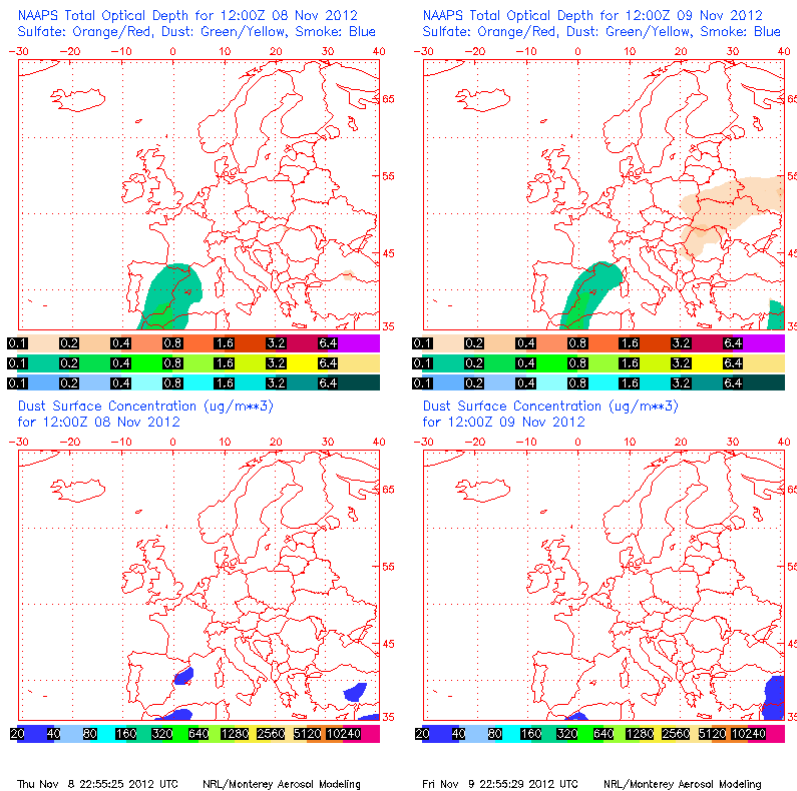 NAAPS Total Optical Depth for 12:00Z 08 Nov 2012
Sulfate: Orange/Red, Dust: Green/Yellow, Smoke: Blue
-30 -20 -10 0 10 20 30 40
65
55
45
35
0.1 0.2 0.4 0.8 1.6 3.2 6.4
0.1 0.2 0.4 0.8 1.6 3.2 6.4
0.1 0.2 0.4 0.8 1.6 3.2 6.4
NAAPS Total Optical Depth for 12:00Z 09 Nov 2012
Sulfate: Orange/Red, Dust: Green/Yellow, Smoke: Blue
-30 -20 -10 0 10 20 30 40
65
55
45
35
0.1 0.2 0.4 0.8 1.6 3.2 6.4
0.1 0.2 0.4 0.8 1.6 3.2 6.4
0.1 0.2 0.4 0.8 1.6 3.2 6.4
Dust Surface Concentration (ug/m**3)
for 12:00Z 08 Nov 2012
-30 -20 -10 0 10 20 30 40
65
55
45
35
20 40 80 160 320 640 1280 2560 5120 10240
Thu Nov 8 22:55:25 2012 UTC NRL/Monterey Aerosol Modeling
Dust Surface Concentration (ug/m**3)
for 12:00Z 09 Nov 2012
-30 -20 -10 0 10 20 30 40
65
55
45
35
20 40 80 160 320 640 1280 2560 5120 10240
Fri Nov 9 22:55:29 2012 UTC NRL/Monterey Aerosol Modeling